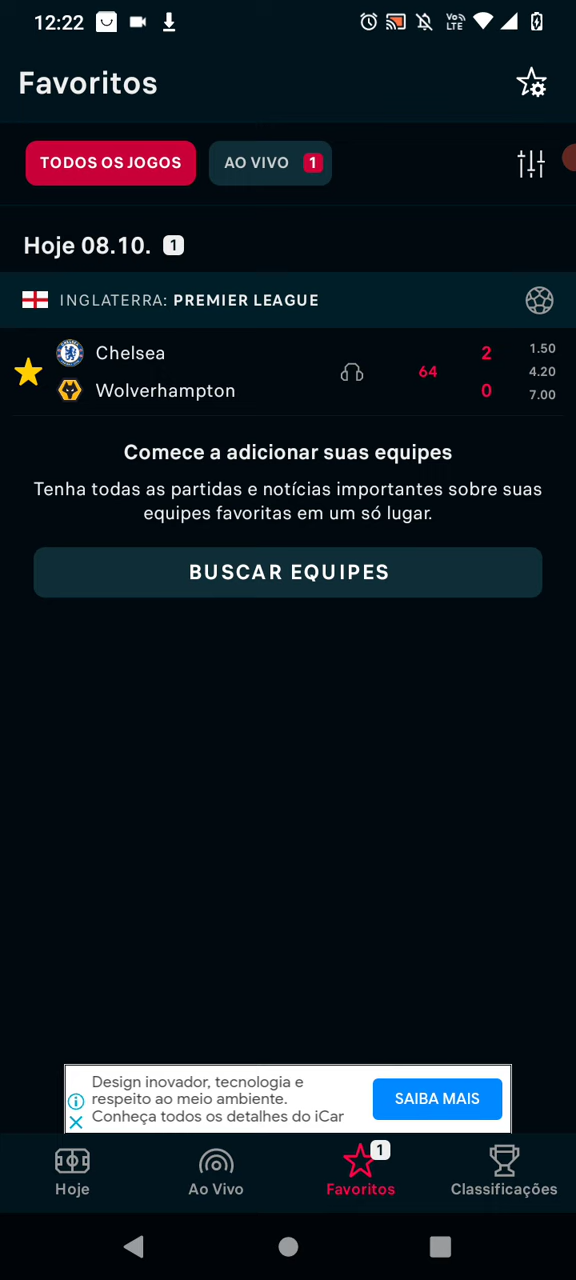 12:22
Vo LTE
Favoritos
TODOS OS JOGOS
AO VIVO 1
Hoje 08.10. 1
INGLATERRA: PREMIER LEAGUE
Chelsea 2 1.50
64 4.20
Wolverhampton 0 7.00
Comece a adicionar suas equipes
Tenha todas as partidas e notícias importantes sobre suas
equipes favoritas em um só lugar.
BUSCAR EQUIPES
Design inovador, tecnologia e
respeito ao meio ambiente.
Conheça todos os detalhes do iCar
SAIBA MAIS
1
Hoje Ao Vivo Favoritos Classificações